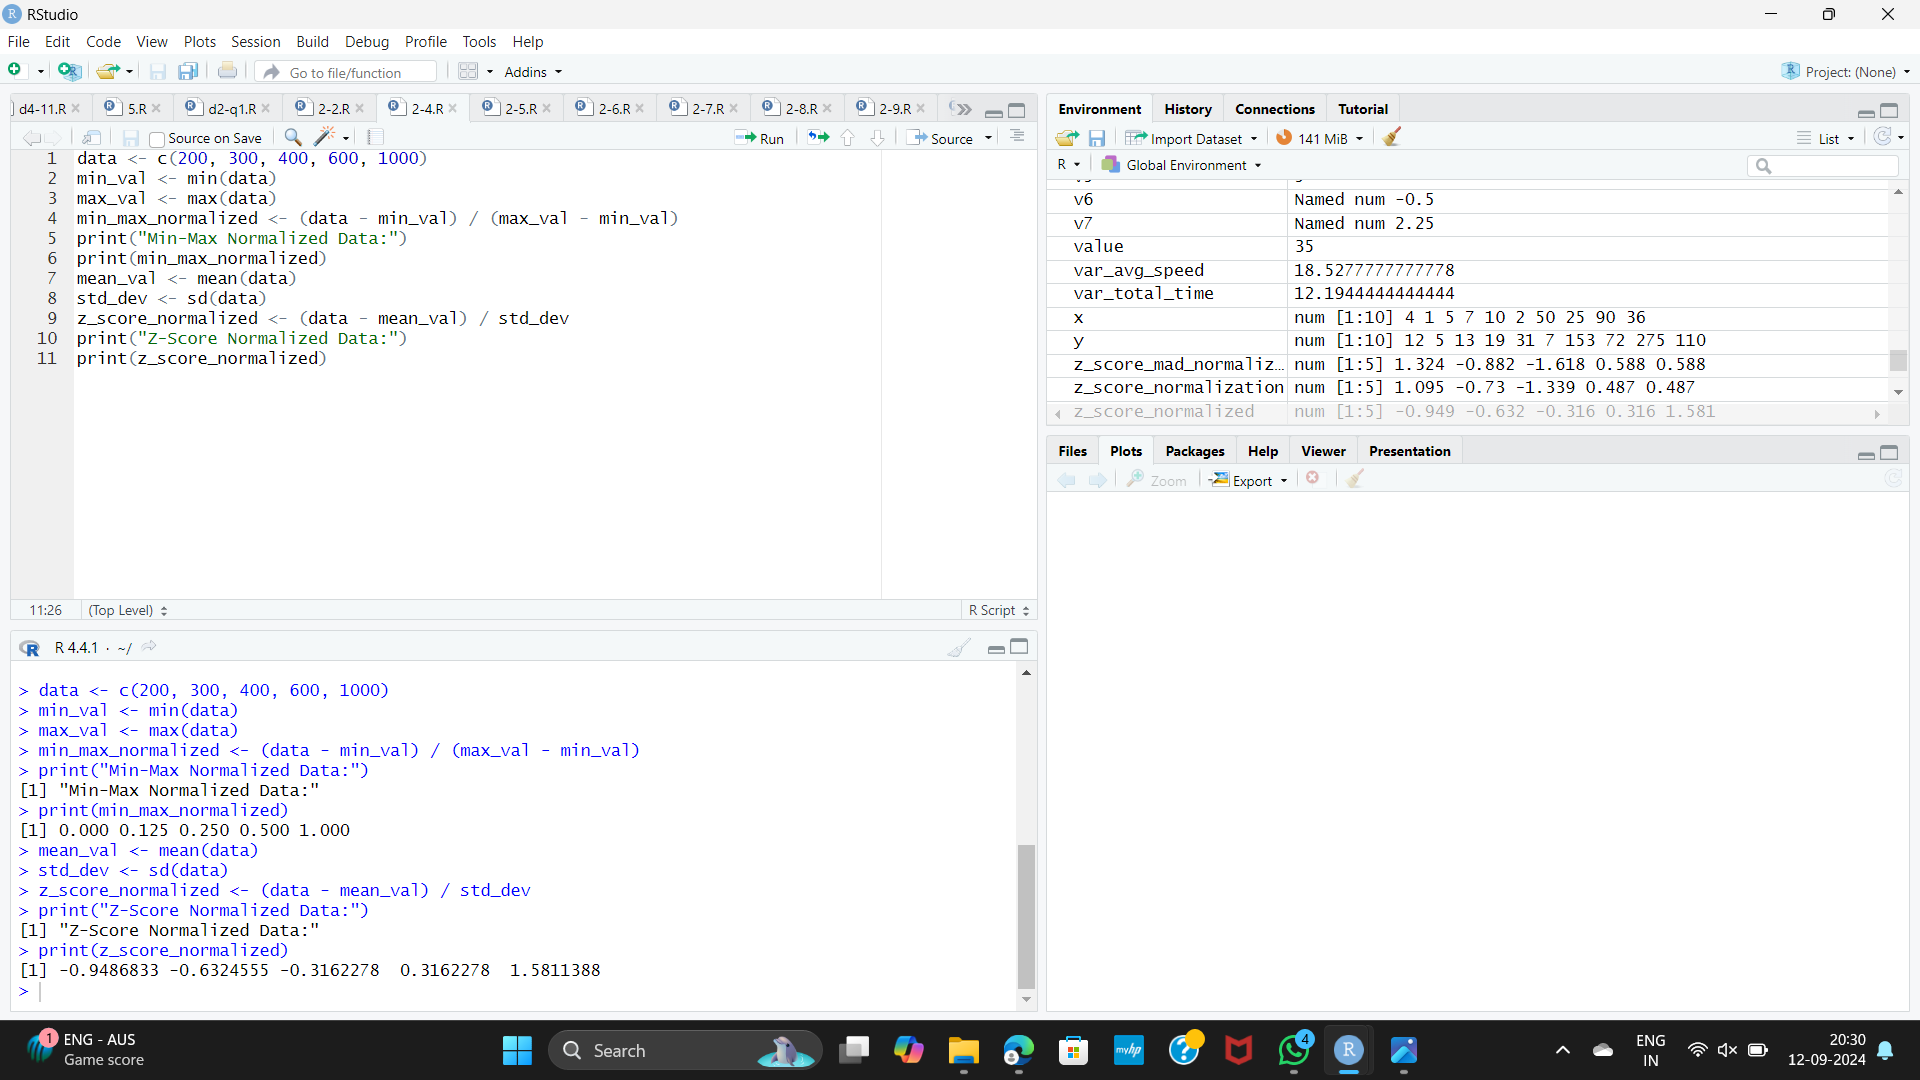 RStudio
File Edit Code View Plots Session Build Debug Profile Tools Help
Go to file/function Addins Project: (None)
d4-11.R 5.R d2-q1.R 2-2.R 2-4.R 2-5.R 2-6.R 2-7.R 2-8.R 2-9.R
Source on Save Run Source
1 data <- c(200, 300, 400, 600, 1000)
2 min_val <- min(data)
3 max_val <- max(data)
4 min_max_normalized <- (data - min_val) / (max_val - min_val)
5 print("Min-Max Normalized Data:")
6 print(min_max_normalized)
7 mean_val <- mean(data)
8 std_dev <- sd(data)
9 z_score_normalized <- (data - mean_val) / std_dev
10 print("Z-Score Normalized Data:")
11 print(z_score_normalized)
11:26 (Top Level) R Script
R 4.4.1 · ~/
> data <- c(200, 300, 400, 600, 1000)
> min_val <- min(data)
> max_val <- max(data)
> min_max_normalized <- (data - min_val) / (max_val - min_val)
> print("Min-Max Normalized Data:")
[1] "Min-Max Normalized Data:"
> print(min_max_normalized)
[1] 0.000 0.125 0.250 0.500 1.000
> mean_val <- mean(data)
> std_dev <- sd(data)
> z_score_normalized <- (data - mean_val) / std_dev
> print("Z-Score Normalized Data:")
[1] "Z-Score Normalized Data:"
> print(z_score_normalized)
[1] -0.9486833 -0.6324555 -0.3162278  0.3162278  1.5811388
>
Environment History Connections Tutorial
Import Dataset 141 MiB List
R Global Environment
v6 Named num -0.5
v7 Named num 2.25
value 35
var_avg_speed 18.5277777777778
var_total_time 12.1944444444444
x num [1:10] 4 1 5 7 10 2 50 25 90 36
y num [1:10] 12 5 13 19 31 7 153 72 275 110
z_score_mad_normaliz… num [1:5] 1.324 -0.882 -1.618 0.588 0.588
z_score_normalization num [1:5] 1.095 -0.73 -1.339 0.487 0.487
z_score_normalized num [1:5] -0.949 -0.632 -0.316 0.316 1.581
Files Plots Packages Help Viewer Presentation
Zoom Export
1 ENG - AUS
Game score
Search
myhp
4
R
ENG
IN
20:30
12-09-2024